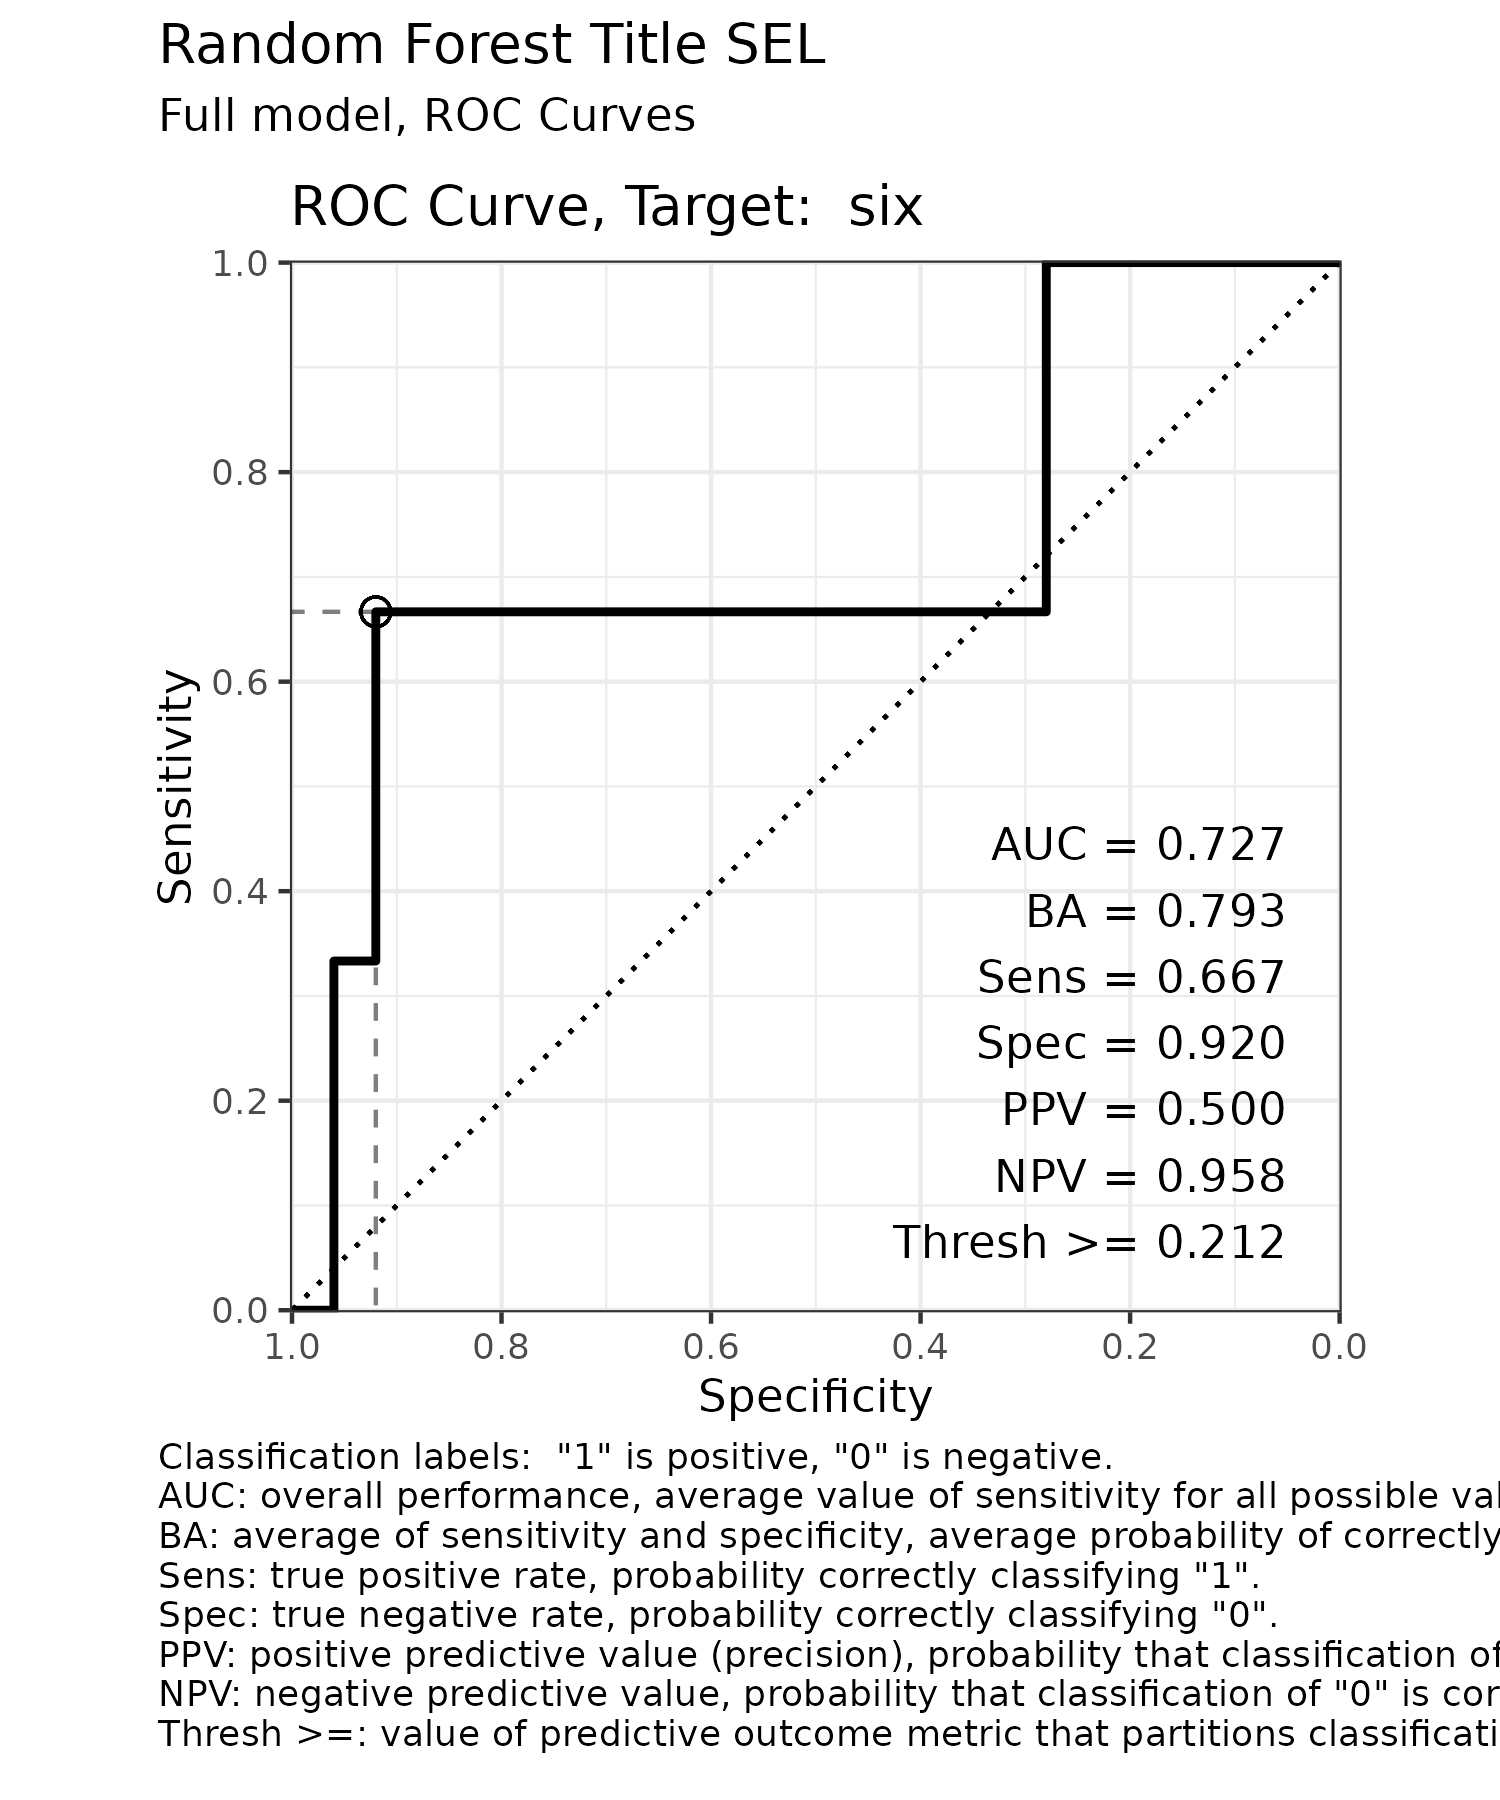 Random Forest Title SEL
Full model, ROC Curves
ROC Curve, Target:  six
1.0
0.8
0.6
0.4
0.2
0.0
Sensitivity
AUC = 0.727
BA = 0.793
Sens = 0.667
Spec = 0.920
PPV = 0.500
NPV = 0.958
Thresh >= 0.212
1.0 0.8 0.6 0.4 0.2 0.0
Specificity
Classification labels:  "1" is positive, "0" is negative.
AUC: overall performance, average value of sensitivity for all possible val
BA: average of sensitivity and specificity, average probability of correctly
Sens: true positive rate, probability correctly classifying "1".
Spec: true negative rate, probability correctly classifying "0".
PPV: positive predictive value (precision), probability that classification of
NPV: negative predictive value, probability that classification of "0" is cor
Thresh >=: value of predictive outcome metric that partitions classificati